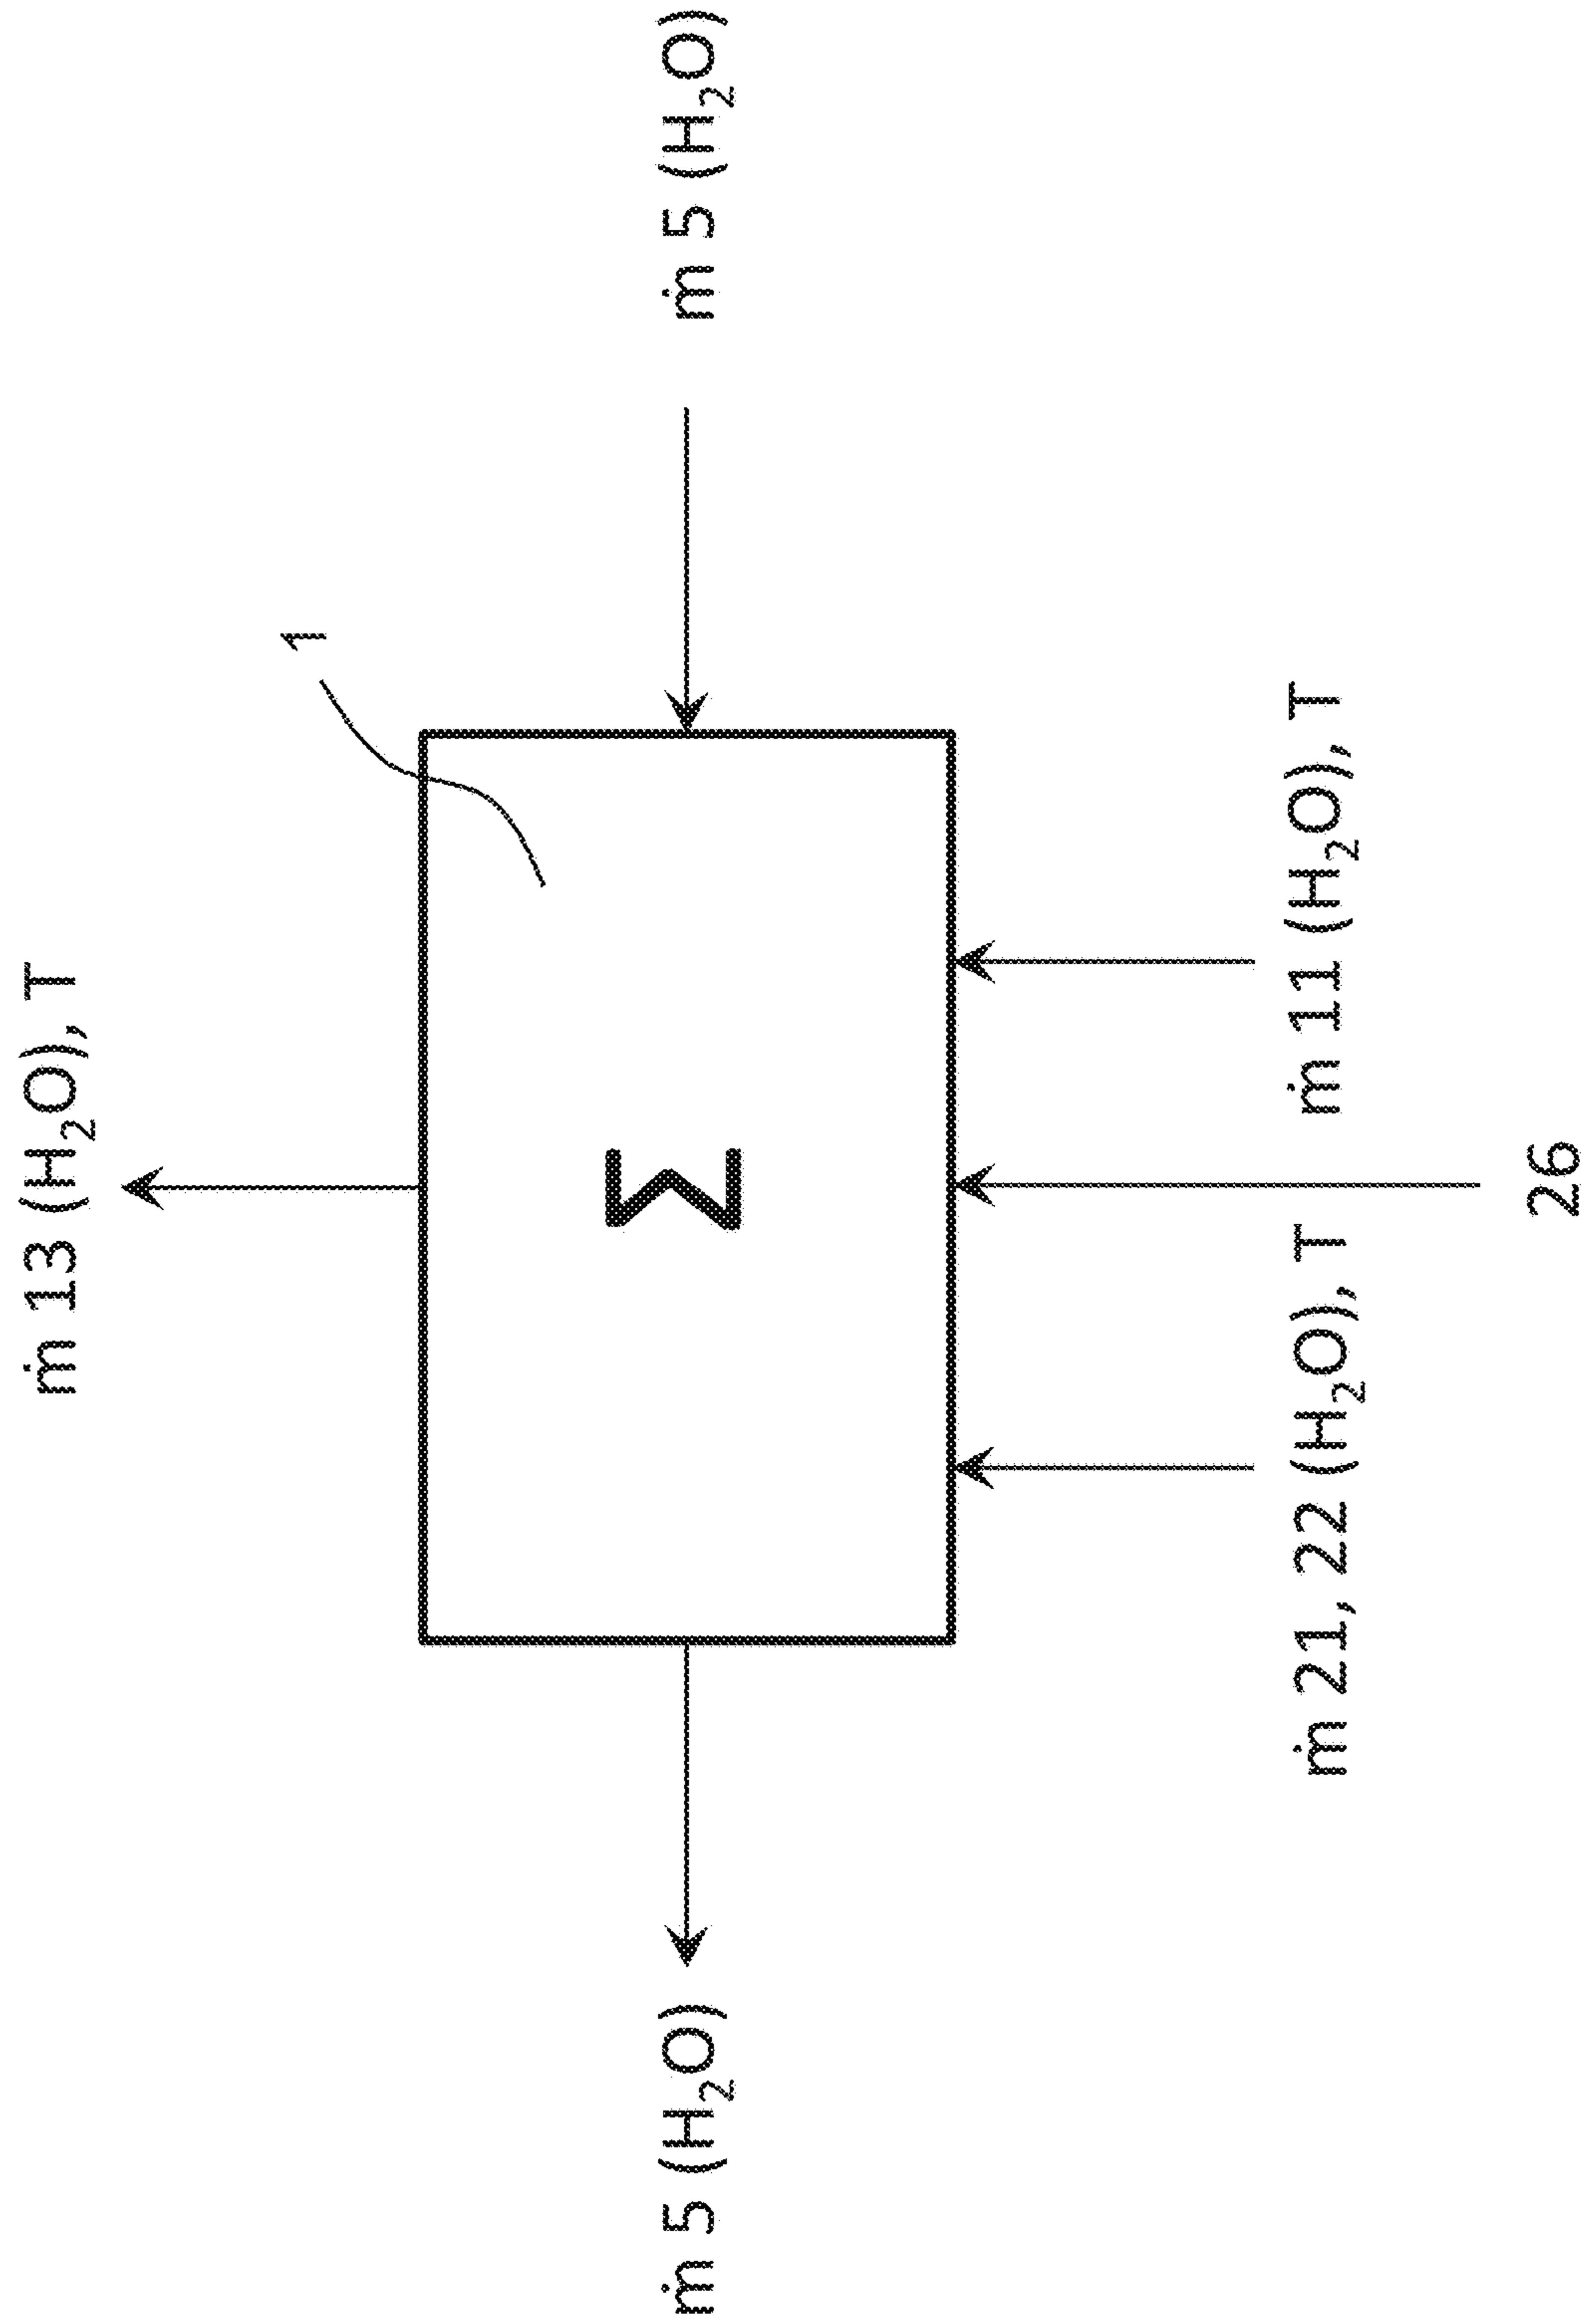 ṁ 13 (H₂O), T
1
ṁ 5 (H₂O)
Σ
ṁ 5 (H₂O)
ṁ 21, 22 (H₂O), T
ṁ 11 (H₂O), T
26